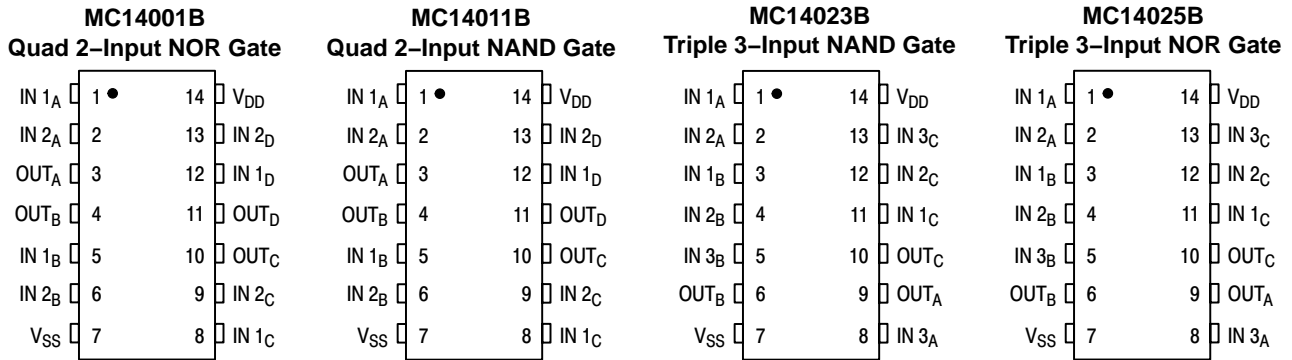 MC14001B
Quad 2–Input NOR Gate
IN 1A 1 14 VDD
IN 2A 2 13 IN 2D
OUTA 3 12 IN 1D
OUTB 4 11 OUTD
IN 1B 5 10 OUTC
IN 2B 6 9 IN 2C
VSS 7 8 IN 1C
MC14011B
Quad 2–Input NAND Gate
IN 1A 1 14 VDD
IN 2A 2 13 IN 2D
OUTA 3 12 IN 1D
OUTB 4 11 OUTD
IN 1B 5 10 OUTC
IN 2B 6 9 IN 2C
VSS 7 8 IN 1C
MC14023B
Triple 3–Input NAND Gate
IN 1A 1 14 VDD
IN 2A 2 13 IN 3C
IN 1B 3 12 IN 2C
IN 2B 4 11 IN 1C
IN 3B 5 10 OUTC
OUTB 6 9 OUTA
VSS 7 8 IN 3A
MC14025B
Triple 3–Input NOR Gate
IN 1A 1 14 VDD
IN 2A 2 13 IN 3C
IN 1B 3 12 IN 2C
IN 2B 4 11 IN 1C
IN 3B 5 10 OUTC
OUTB 6 9 OUTA
VSS 7 8 IN 3A